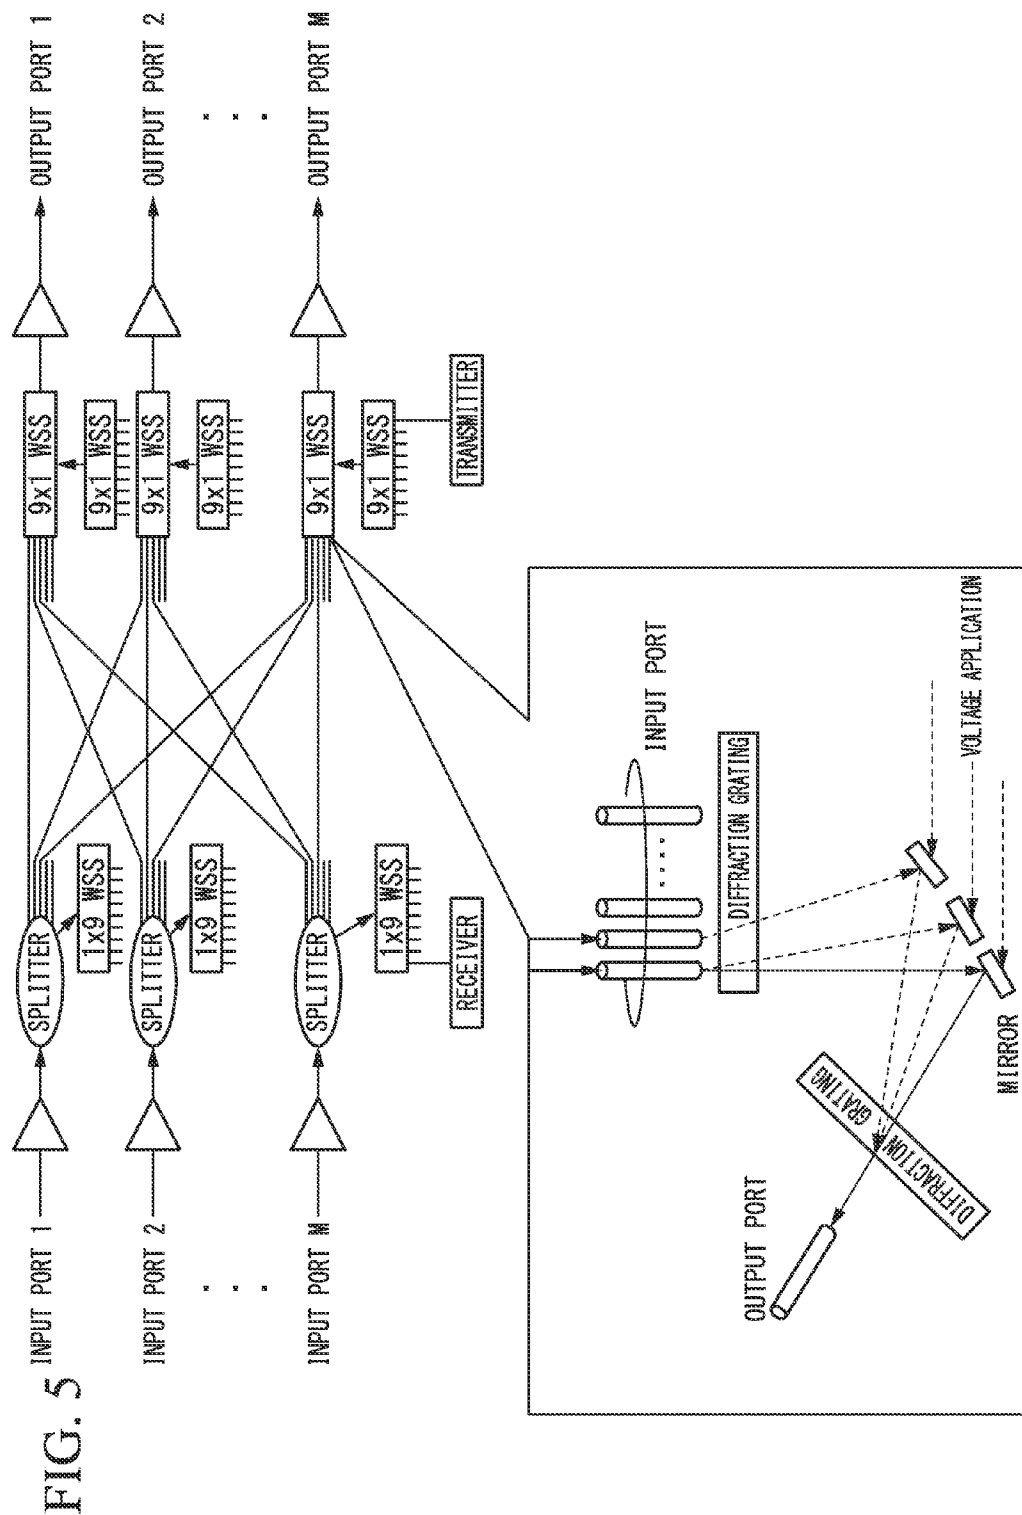 FIG. 5
INPUT PORT 1
SPLITTER
1x9 WSS
9x1 WSS
9x1 WSS
OUTPUT PORT 1
INPUT PORT 2
SPLITTER
1x9 WSS
9x1 WSS
9x1 WSS
OUTPUT PORT 2
INPUT PORT M
SPLITTER
1x9 WSS
RECEIVER
9x1 WSS
9x1 WSS
TRANSMITTER
OUTPUT PORT M
INPUT PORT
DIFFRACTION GRATING
OUTPUT PORT
DIFFRACTION GRATING
MIRROR
VOLTAGE APPLICATION